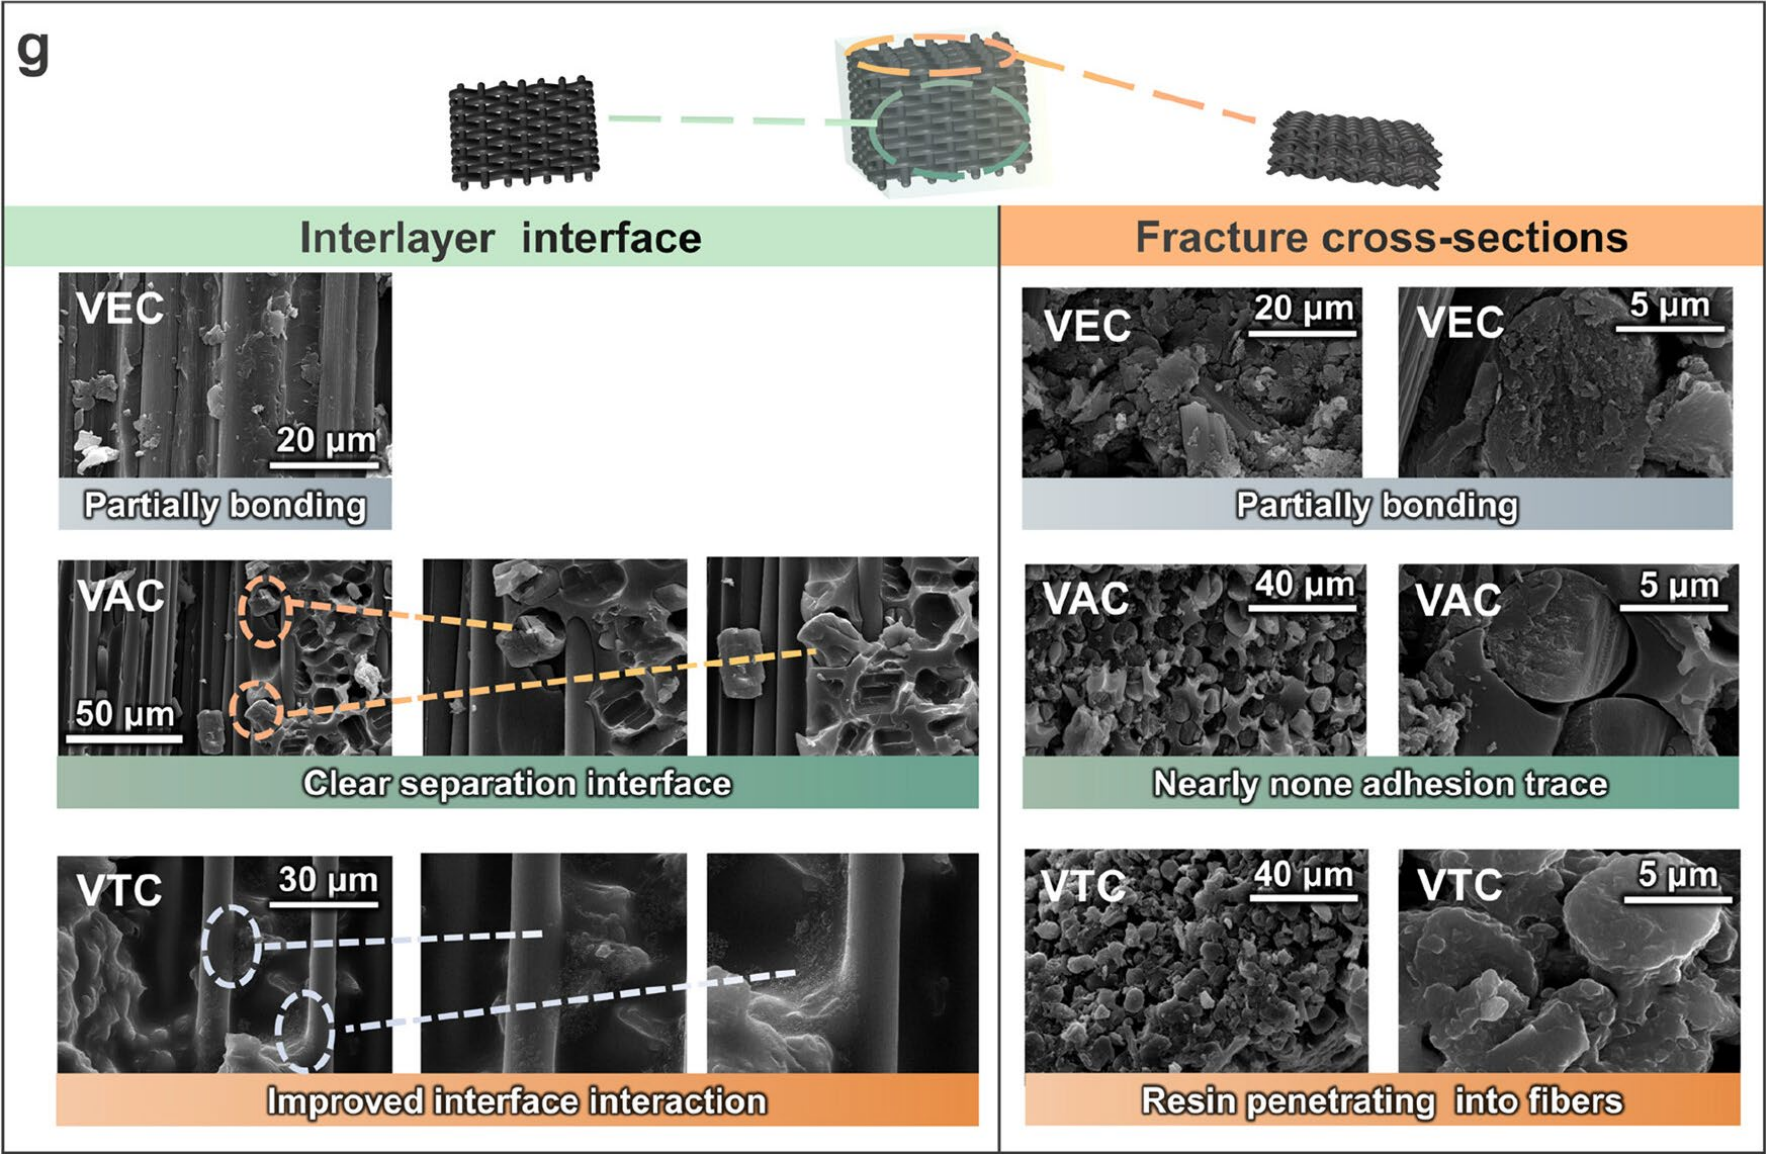 g
Interlayer interface
Fracture cross-sections
VEC
20 µm
Partially bonding
VEC
20 µm
VEC
5 µm
Partially bonding
VAC
50 µm
Clear separation interface
VAC
40 µm
VAC
5 µm
Nearly none adhesion trace
VTC
30 µm
Improved interface interaction
VTC
40 µm
VTC
5 µm
Resin penetrating into fibers